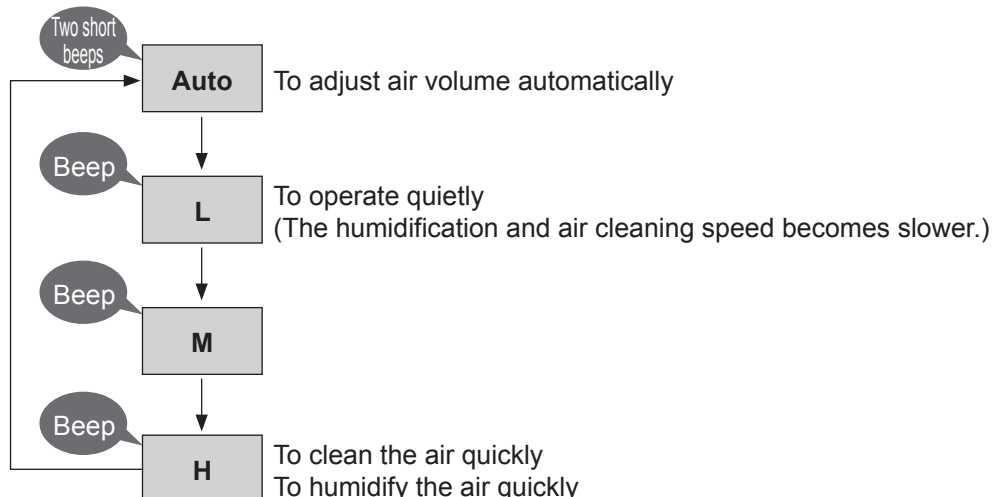 Two short
beeps
Auto
To adjust air volume automatically
Beep
L
To operate quietly
(The humidification and air cleaning speed becomes slower.)
Beep
M
Beep
H
To clean the air quickly
To humidify the air quickly